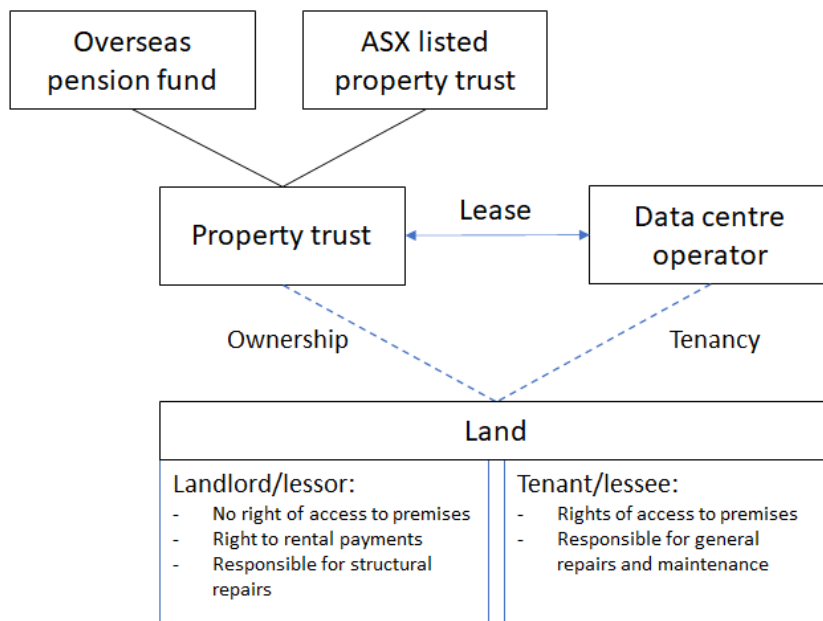 Overseas
pension fund
ASX listed
property trust
Property trust
Lease
Data centre
operator
Ownership
Tenancy
Land
Landlord/lessor:
- No right of access to premises
- Right to rental payments
- Responsible for structural
repairs
Tenant/lessee:
- Rights of access to premises
- Responsible for general
repairs and maintenance